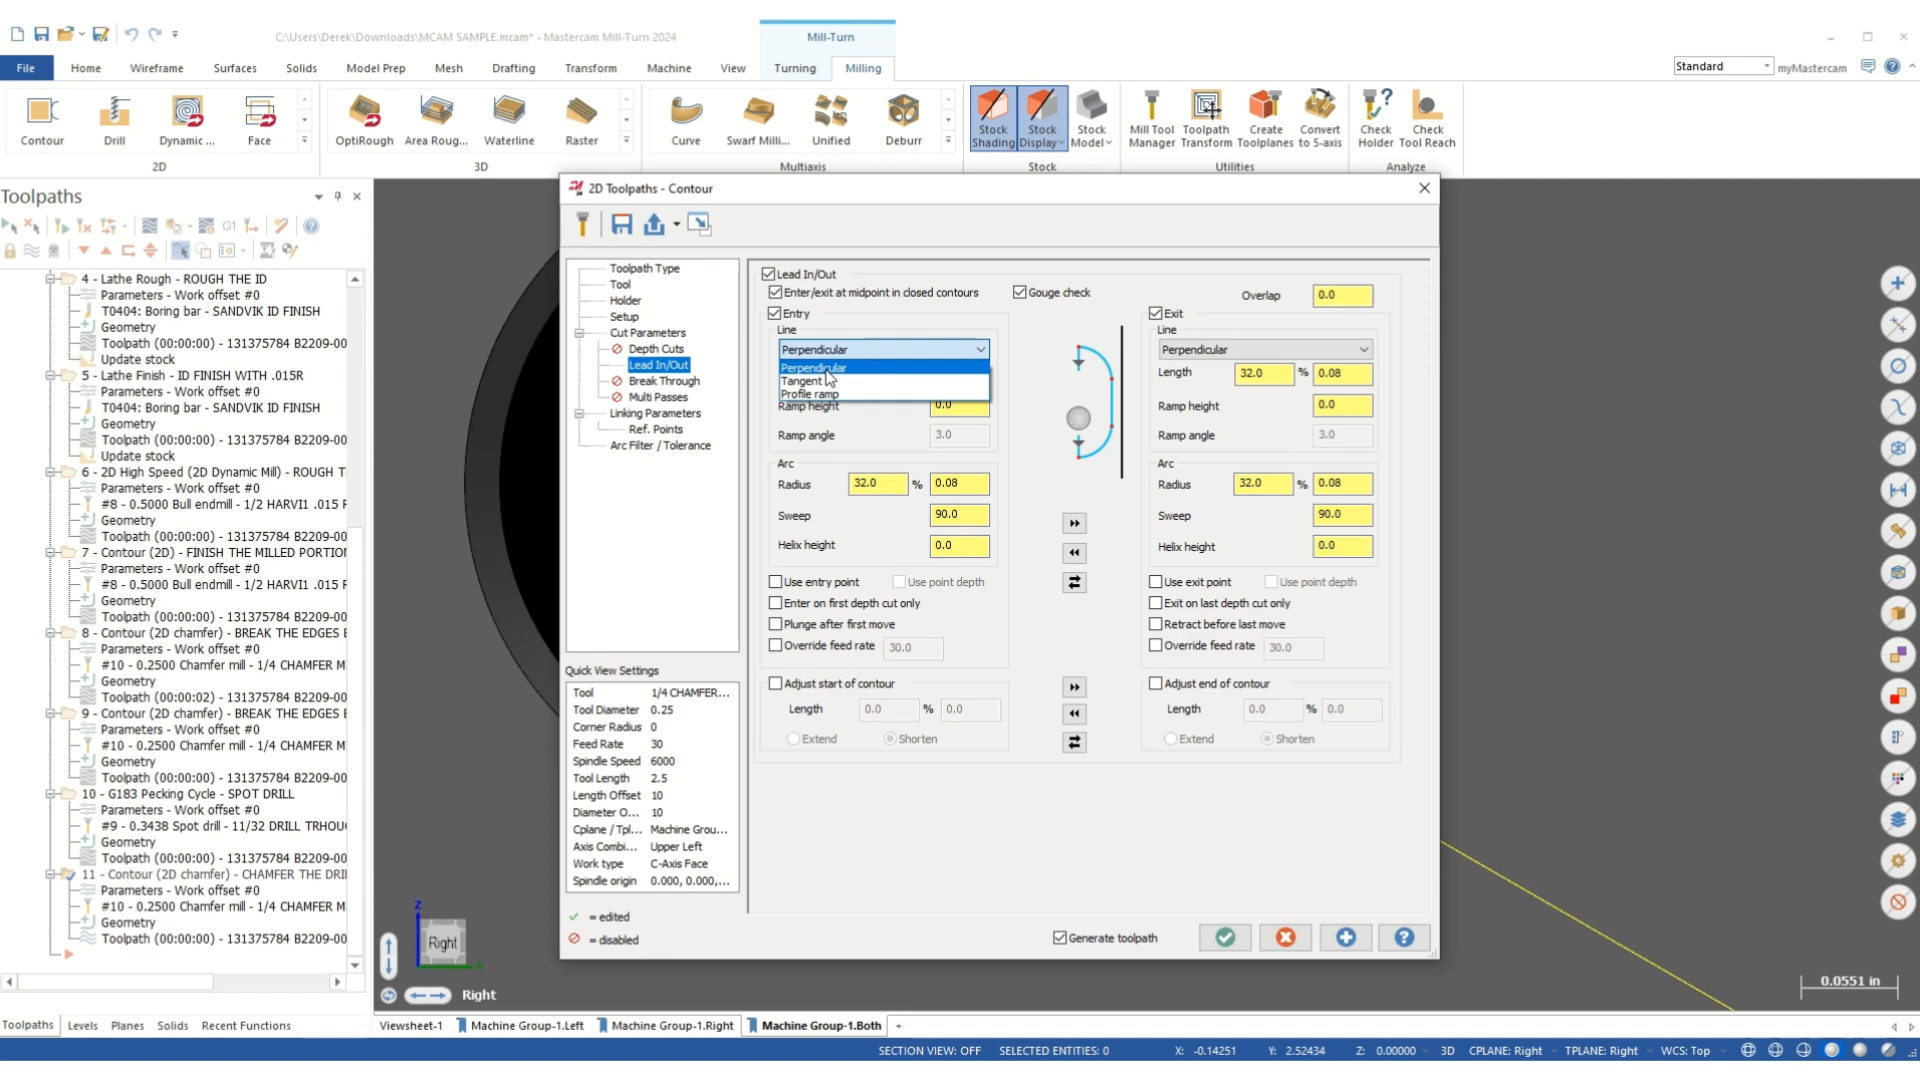 C:\Users\Derek\Downloads\MCAM SAMPLE.mcam* - Mastercam Mill-Turn 2024
Mill-Turn
File Home Wireframe Surfaces Solids Model Prep Mesh Drafting Transform Machine View Turning Milling
Standard myMastercam
Contour Drill Dynamic ... Face
OptiRough Area Roug... Waterline Raster
Curve Swarf Milli... Unified Deburr
Stock Shading Stock Display Stock Model
Mill Tool Manager Toolpath Transform Create Toolplanes Convert to 5-axis
Check Holder Check Tool Reach
2D 3D Multiaxis Stock Utilities Analyze
Toolpaths
G1
4 - Lathe Rough - ROUGH THE ID
Parameters - Work offset #0
T0404: Boring bar - SANDVIK ID FINISH
Geometry
Toolpath (00:00:00) - 131375784 B2209-00
Update stock
5 - Lathe Finish - ID FINISH WITH .015R
Parameters - Work offset #0
T0404: Boring bar - SANDVIK ID FINISH
Geometry
Toolpath (00:00:00) - 131375784 B2209-00
Update stock
6 - 2D High Speed (2D Dynamic Mill) - ROUGH T
Parameters - Work offset #0
#8 - 0.5000 Bull endmill - 1/2 HARVI1 .015 F
Geometry
Toolpath (00:00:00) - 131375784 B2209-00
7 - Contour (2D) - FINISH THE MILLED PORTION
Parameters - Work offset #0
#8 - 0.5000 Bull endmill - 1/2 HARVI1 .015 F
Geometry
Toolpath (00:00:00) - 131375784 B2209-00
8 - Contour (2D chamfer) - BREAK THE EDGES E
Parameters - Work offset #0
#10 - 0.2500 Chamfer mill - 1/4 CHAMFER M
Geometry
Toolpath (00:00:02) - 131375784 B2209-00
9 - Contour (2D chamfer) - BREAK THE EDGES E
Parameters - Work offset #0
#10 - 0.2500 Chamfer mill - 1/4 CHAMFER M
Geometry
Toolpath (00:00:00) - 131375784 B2209-00
10 - G183 Pecking Cycle - SPOT DRILL
Parameters - Work offset #0
#9 - 0.3438 Spot drill - 11/32 DRILL TRHOU
Geometry
Toolpath (00:00:00) - 131375784 B2209-00
11 - Contour (2D chamfer) - CHAMFER THE DRI
Parameters - Work offset #0
#10 - 0.2500 Chamfer mill - 1/4 CHAMFER M
Geometry
Toolpath (00:00:00) - 131375784 B2209-00
Toolpaths Levels Planes Solids Recent Functions
2D Toolpaths - Contour
Toolpath Type
Tool
Holder
Setup
Cut Parameters
Depth Cuts
Lead In/Out
Break Through
Multi Passes
Linking Parameters
Ref. Points
Arc Filter / Tolerance
Quick View Settings
Tool 1/4 CHAMFER...
Tool Diameter 0.25
Corner Radius 0
Feed Rate 30
Spindle Speed 6000
Tool Length 2.5
Length Offset 10
Diameter O... 10
Cplane / Tpl... Machine Grou...
Axis Combi... Upper Left
Work type C-Axis Face
Spindle origin 0.000, 0.000,...
= edited
= disabled
Lead In/Out
Enter/exit at midpoint in closed contours Gouge check Overlap 0.0
Entry
Line
Perpendicular
Perpendicular
Tangent
Profile ramp
Ramp height 0.0
Ramp angle 3.0
Arc
Radius 32.0 % 0.08
Sweep 90.0
Helix height 0.0
Use entry point Use point depth
Enter on first depth cut only
Plunge after first move
Override feed rate 30.0
Adjust start of contour
Length 0.0 % 0.0
Extend Shorten
Exit
Line
Perpendicular
Length 32.0 % 0.08
Ramp height 0.0
Ramp angle 3.0
Arc
Radius 32.0 % 0.08
Sweep 90.0
Helix height 0.0
Use exit point Use point depth
Exit on last depth cut only
Retract before last move
Override feed rate 30.0
Adjust end of contour
Length 0.0 % 0.0
Extend Shorten
Generate toolpath
Z
Right
Right
0.0551 in
Viewsheet-1 Machine Group-1.Left Machine Group-1.Right Machine Group-1.Both +
SECTION VIEW: OFF SELECTED ENTITIES: 0 X: -0.14251 Y: 2.52434 Z: 0.00000 3D CPLANE: Right TPLANE: Right WCS: Top